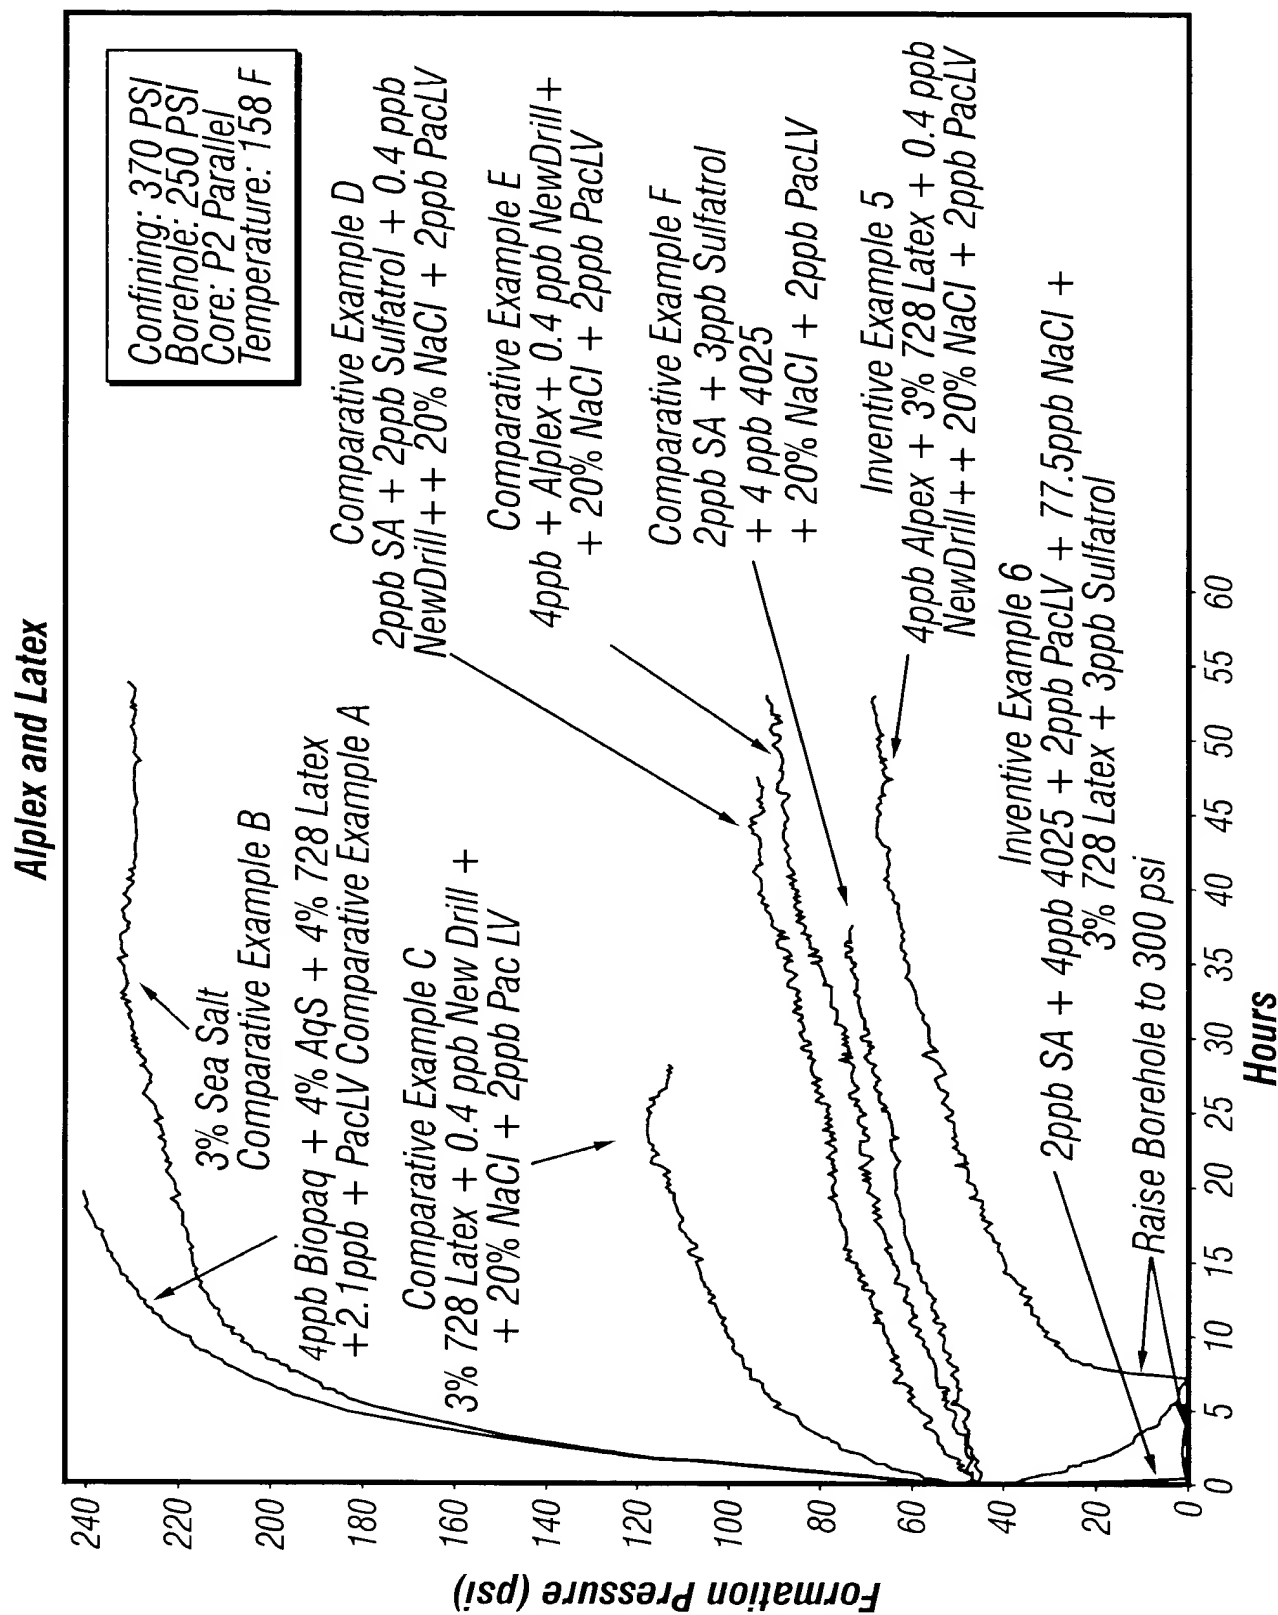 Alplex and Latex
Confining: 370 PSI
Borehole: 250 PSI
Core: P2 Parallel
Temperature: 158 F
3% Sea Salt
Comparative Example B
4ppb Biopaq + 4% AqS + 4% 728 Latex
+2.1ppb + PacLV Comparative Example A
Comparative Example C
3% 728 Latex + 0.4 ppb New Drill +
+ 20% NaCl + 2ppb Pac LV
Comparative Example D
2ppb SA + 2ppb Sulfatrol + 0.4 ppb
NewDrill++ + 20% NaCl + 2ppb PacLV
Comparative Example E
4ppb + Alplex + 0.4 ppb NewDrill+
+ 20% NaCl + 2ppb PacLV
Comparative Example F
2ppb SA + 3ppb Sulfatrol
+ 4 ppb 4025
+ 20% NaCl + 2ppb PacLV
Inventive Example 5
4ppb Alpex + 3% 728 Latex + 0.4 ppb
NewDrill++ + 20% NaCl + 2ppb PacLV
Inventive Example 6
2ppb SA + 4ppb 4025 + 2ppb PacLV + 77.5ppb NaCl +
3% 728 Latex + 3ppb Sulfatrol
Raise Borehole to 300 psi
Formation Pressure (psi)
240
220
200
180
160
140
120
100
80
60
40
20
0
0 5 10 15 20 25 30 35 40 45 50 55 60
Hours